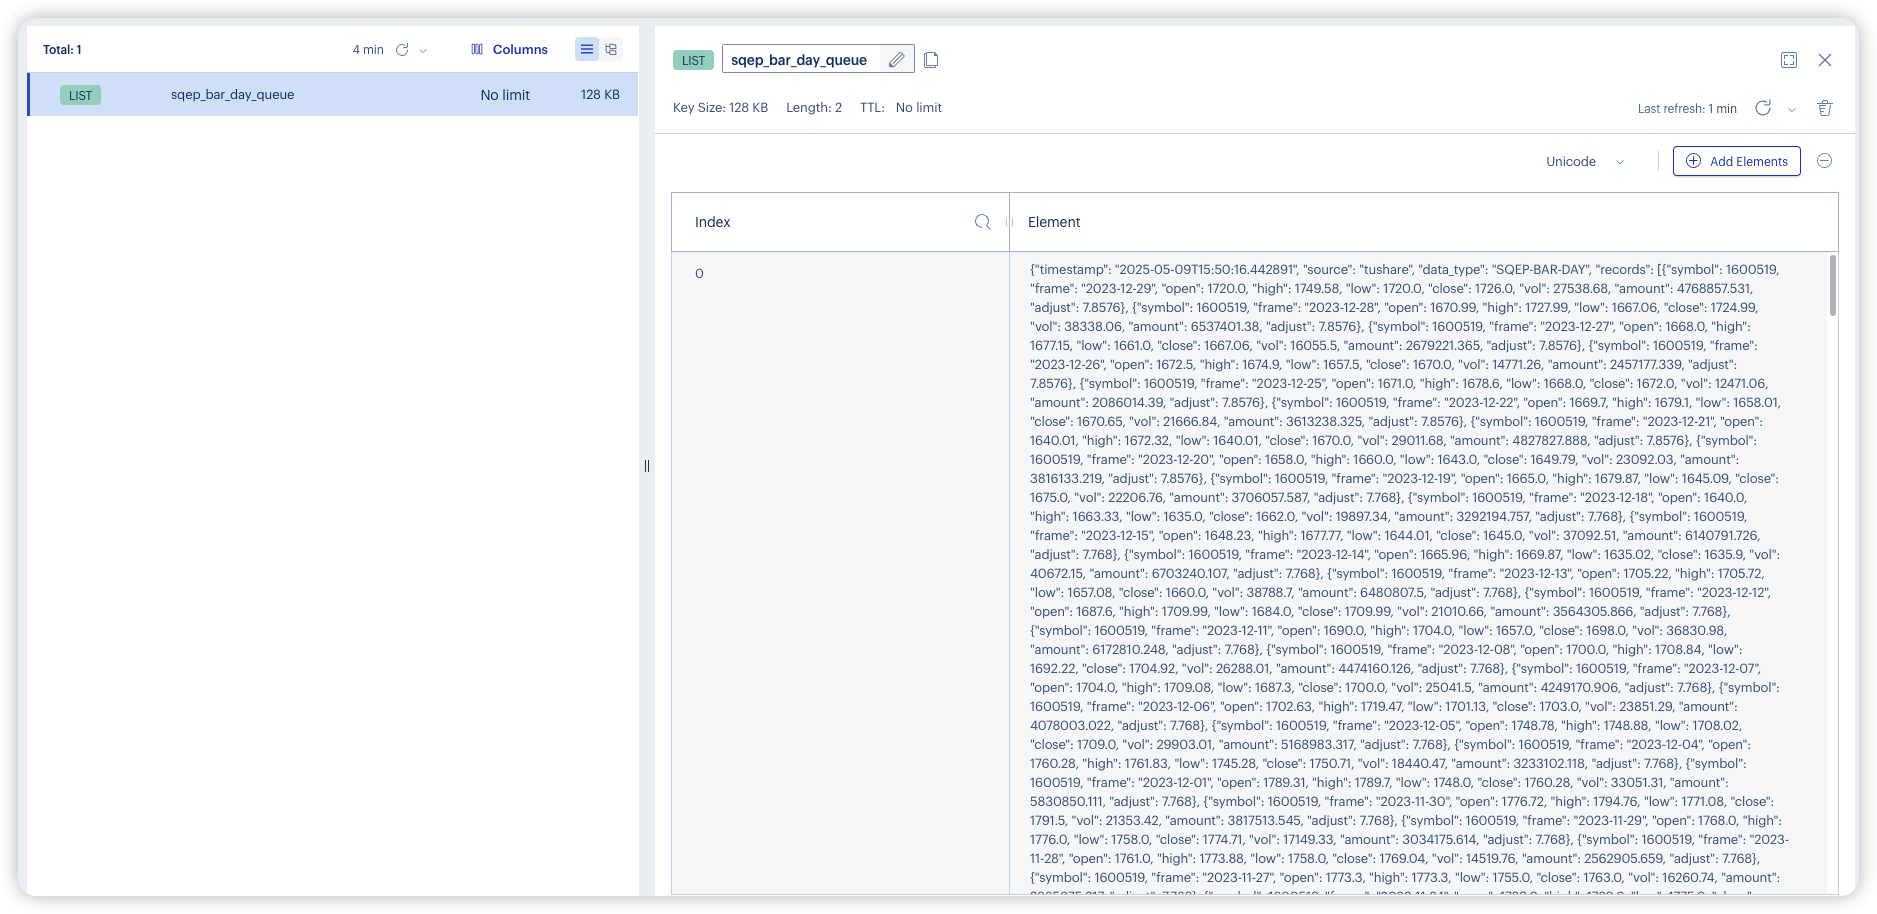 Total: 1
4 min
Columns
LIST
sqep_bar_day_queue
No limit
128 KB
LIST
sqep_bar_day_queue
Key Size: 128 KB
Length: 2
TTL:
No limit
Last refresh: 1 min
Unicode
Add Elements
Index
Element
0
{"timestamp": "2025-05-09T15:50:16.442891", "source": "tushare", "data_type": "SQEP-BAR-DAY", "records": [{"symbol": 1600519,
"frame": "2023-12-29", "open": 1720.0, "high": 1749.58, "low": 1720.0, "close": 1726.0, "vol": 27538.68, "amount": 4768857.531,
"adjust": 7.8576}, {"symbol": 1600519, "frame": "2023-12-28", "open": 1670.99, "high": 1727.99, "low": 1667.06, "close": 1724.99,
"vol": 38338.06, "amount": 6537401.38, "adjust": 7.8576}, {"symbol": 1600519, "frame": "2023-12-27", "open": 1668.0, "high":
1677.15, "low": 1661.0, "close": 1667.06, "vol": 16055.5, "amount": 2679221.365, "adjust": 7.8576}, {"symbol": 1600519, "frame":
"2023-12-26", "open": 1672.5, "high": 1674.9, "low": 1657.5, "close": 1670.0, "vol": 14771.26, "amount": 2457177.339, "adjust":
7.8576}, {"symbol": 1600519, "frame": "2023-12-25", "open": 1671.0, "high": 1678.6, "low": 1668.0, "close": 1672.0, "vol": 12471.06,
"amount": 2086014.39, "adjust": 7.8576}, {"symbol": 1600519, "frame": "2023-12-22", "open": 1669.7, "high": 1679.1, "low": 1658.01,
"close": 1670.65, "vol": 21666.84, "amount": 3613238.325, "adjust": 7.8576}, {"symbol": 1600519, "frame": "2023-12-21", "open":
1640.01, "high": 1672.32, "low": 1640.01, "close": 1670.0, "vol": 29011.68, "amount": 4827827.888, "adjust": 7.8576}, {"symbol":
1600519, "frame": "2023-12-20", "open": 1658.0, "high": 1660.0, "low": 1643.0, "close": 1649.79, "vol": 23092.03, "amount":
3816133.219, "adjust": 7.8576}, {"symbol": 1600519, "frame": "2023-12-19", "open": 1665.0, "high": 1679.87, "low": 1645.09, "close":
1675.0, "vol": 22206.76, "amount": 3706057.587, "adjust": 7.768}, {"symbol": 1600519, "frame": "2023-12-18", "open": 1640.0,
"high": 1663.33, "low": 1635.0, "close": 1662.0, "vol": 19897.34, "amount": 3292194.757, "adjust": 7.768}, {"symbol": 1600519,
"frame": "2023-12-15", "open": 1648.23, "high": 1677.77, "low": 1644.01, "close": 1645.0, "vol": 37092.51, "amount": 6140791.726,
"adjust": 7.768}, {"symbol": 1600519, "frame": "2023-12-14", "open": 1665.96, "high": 1669.87, "low": 1635.02, "close": 1635.9, "vol":
40672.15, "amount": 6703240.107, "adjust": 7.768}, {"symbol": 1600519, "frame": "2023-12-13", "open": 1705.22, "high": 1705.72,
"low": 1657.08, "close": 1660.0, "vol": 38788.7, "amount": 6480807.5, "adjust": 7.768}, {"symbol": 1600519, "frame": "2023-12-12",
"open": 1687.6, "high": 1709.99, "low": 1684.0, "close": 1709.99, "vol": 21010.66, "amount": 3564305.866, "adjust": 7.768},
{"symbol": 1600519, "frame": "2023-12-11", "open": 1690.0, "high": 1704.0, "low": 1657.0, "close": 1698.0, "vol": 36830.98,
"amount": 6172810.248, "adjust": 7.768}, {"symbol": 1600519, "frame": "2023-12-08", "open": 1700.0, "high": 1708.84, "low":
1692.22, "close": 1704.92, "vol": 26288.01, "amount": 4474160.126, "adjust": 7.768}, {"symbol": 1600519, "frame": "2023-12-07",
"open": 1704.0, "high": 1709.08, "low": 1687.3, "close": 1700.0, "vol": 25041.5, "amount": 4249170.906, "adjust": 7.768}, {"symbol":
1600519, "frame": "2023-12-06", "open": 1702.63, "high": 1719.47, "low": 1701.13, "close": 1703.0, "vol": 23851.29, "amount":
4078003.022, "adjust": 7.768}, {"symbol": 1600519, "frame": "2023-12-05", "open": 1748.78, "high": 1748.88, "low": 1708.02,
"close": 1709.0, "vol": 29903.01, "amount": 5168983.317, "adjust": 7.768}, {"symbol": 1600519, "frame": "2023-12-04", "open":
1760.28, "high": 1761.83, "low": 1745.28, "close": 1750.71, "vol": 18440.47, "amount": 3233102.118, "adjust": 7.768}, {"symbol":
1600519, "frame": "2023-12-01", "open": 1789.31, "high": 1789.7, "low": 1748.0, "close": 1760.28, "vol": 33051.31, "amount":
5830850.111, "adjust": 7.768}, {"symbol": 1600519, "frame": "2023-11-30", "open": 1776.72, "high": 1794.76, "low": 1771.08, "close":
1791.5, "vol": 21353.42, "amount": 3817513.545, "adjust": 7.768}, {"symbol": 1600519, "frame": "2023-11-29", "open": 1768.0, "high":
1776.0, "low": 1758.0, "close": 1774.71, "vol": 17149.33, "amount": 3034175.614, "adjust": 7.768}, {"symbol": 1600519, "frame": "2023-
11-28", "open": 1761.0, "high": 1773.88, "low": 1758.0, "close": 1769.04, "vol": 14519.76, "amount": 2562905.659, "adjust": 7.768},
{"symbol": 1600519, "frame": "2023-11-27", "open": 1773.3, "high": 1773.3, "low": 1755.0, "close": 1763.0, "vol": 16260.74, "amount":